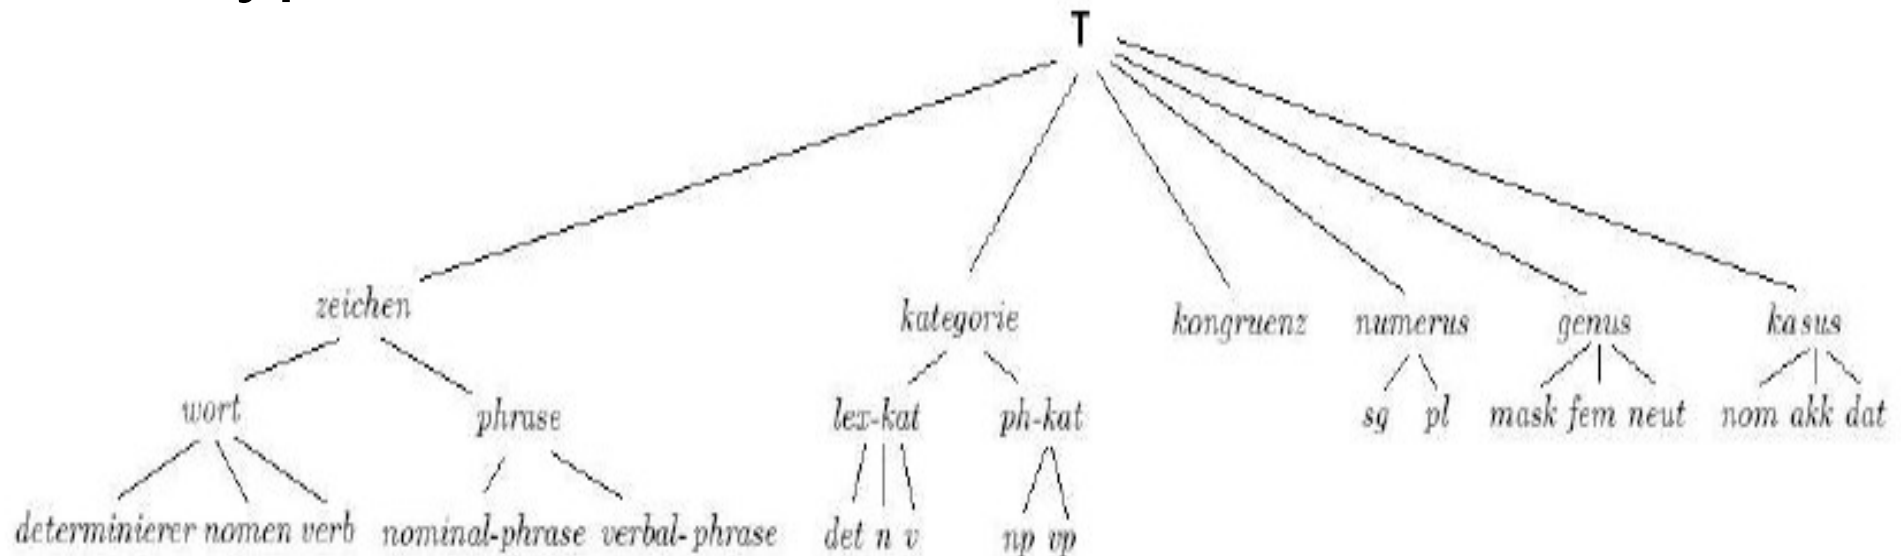 T
zeichen kategorie kongruenz numerus genus kasus
wort phrase lex-kat ph-kat sg pl mask fem neut nom akk dat
determinierer nomen verb nominal-phrase verbal-phrase det n v np vp